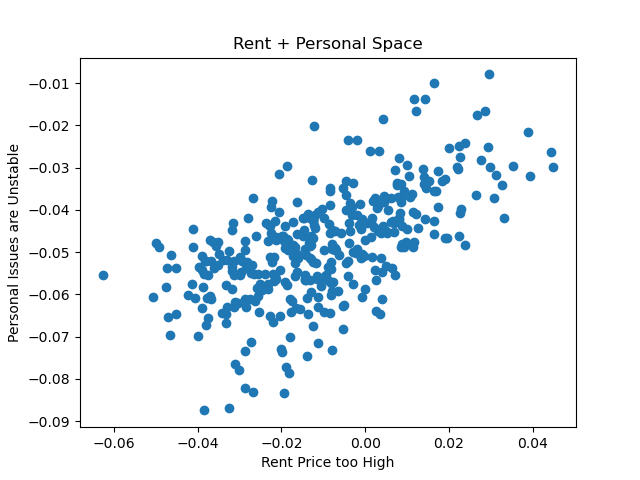 Rent + Personal Space
Personal Issues are Unstable
−0.01
−0.02
−0.03
−0.04
−0.05
−0.06
−0.07
−0.08
−0.09
−0.06 −0.04 −0.02 0.00 0.02 0.04
Rent Price too High